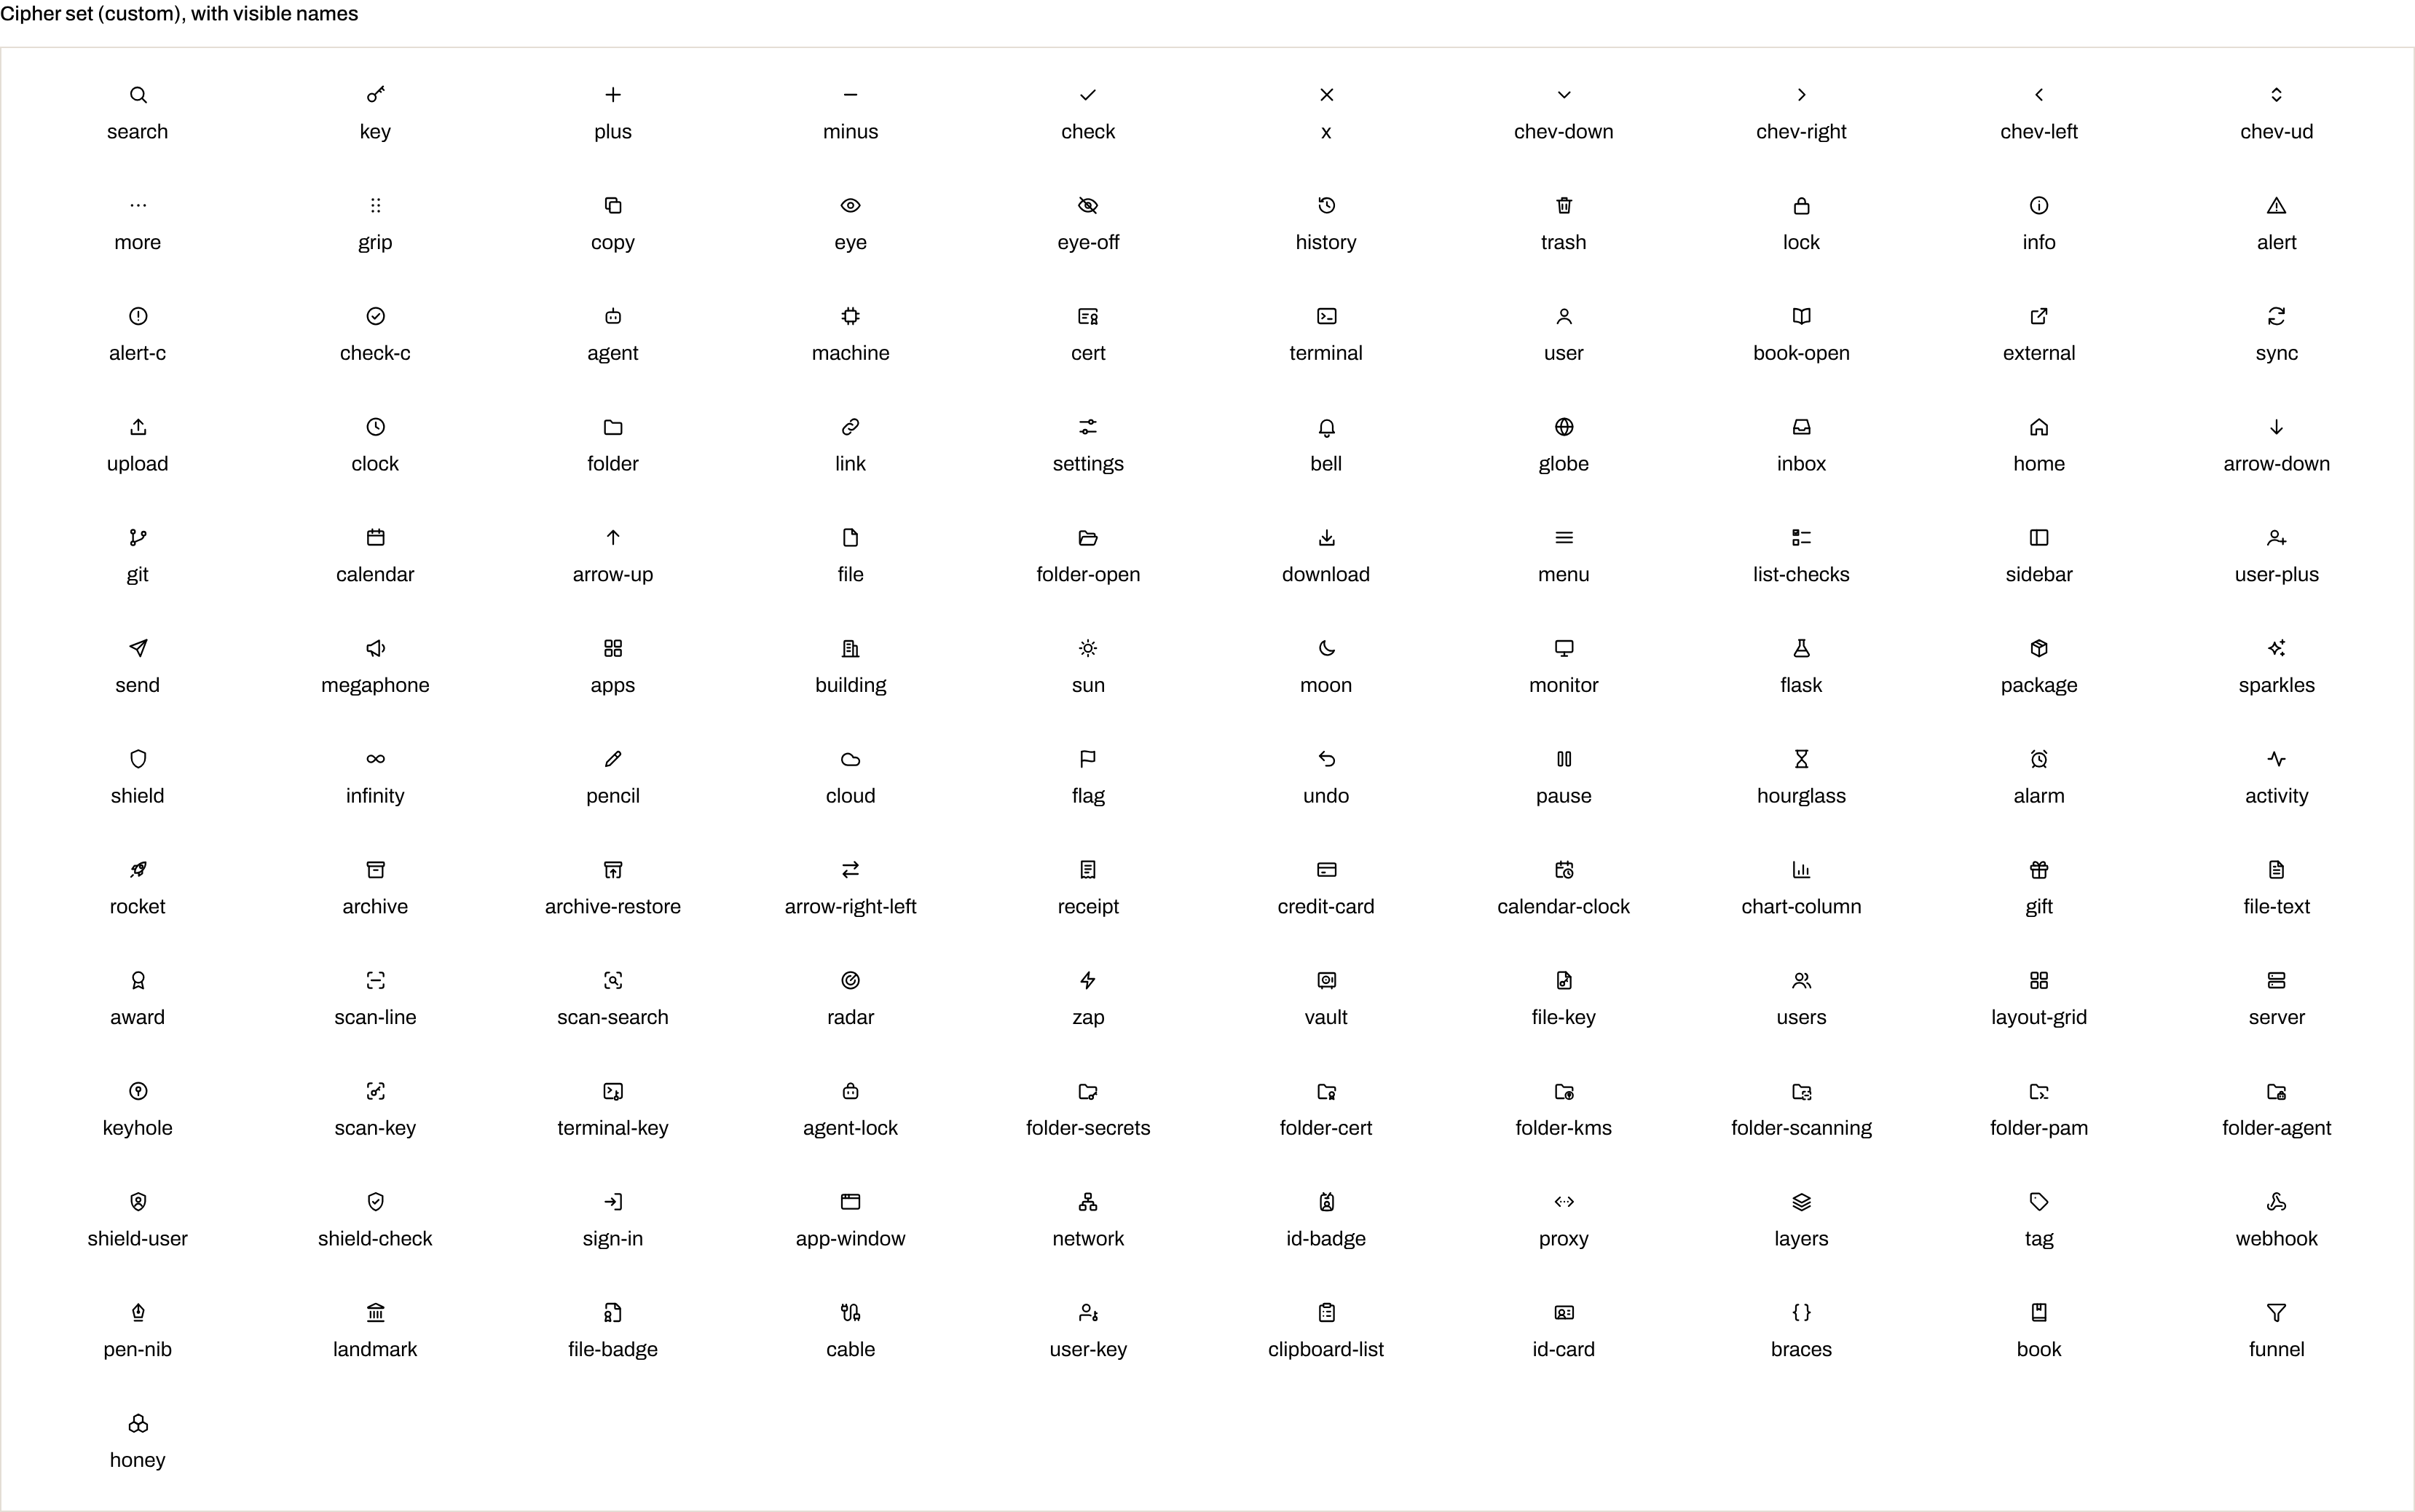 Cipher set (custom), with visible names
search key plus minus check x chev-down chev-right chev-left chev-ud
more grip copy eye eye-off history trash lock info alert
alert-c check-c agent machine cert terminal user book-open external sync
upload clock folder link settings bell globe inbox home arrow-down
git calendar arrow-up file folder-open download menu list-checks sidebar user-plus
send megaphone apps building sun moon monitor flask package sparkles
shield infinity pencil cloud flag undo pause hourglass alarm activity
rocket archive archive-restore arrow-right-left receipt credit-card calendar-clock chart-column gift file-text
award scan-line scan-search radar zap vault file-key users layout-grid server
keyhole scan-key terminal-key agent-lock folder-secrets folder-cert folder-kms folder-scanning folder-pam folder-agent
shield-user shield-check sign-in app-window network id-badge proxy layers tag webhook
pen-nib landmark file-badge cable user-key clipboard-list id-card braces book funnel
honey